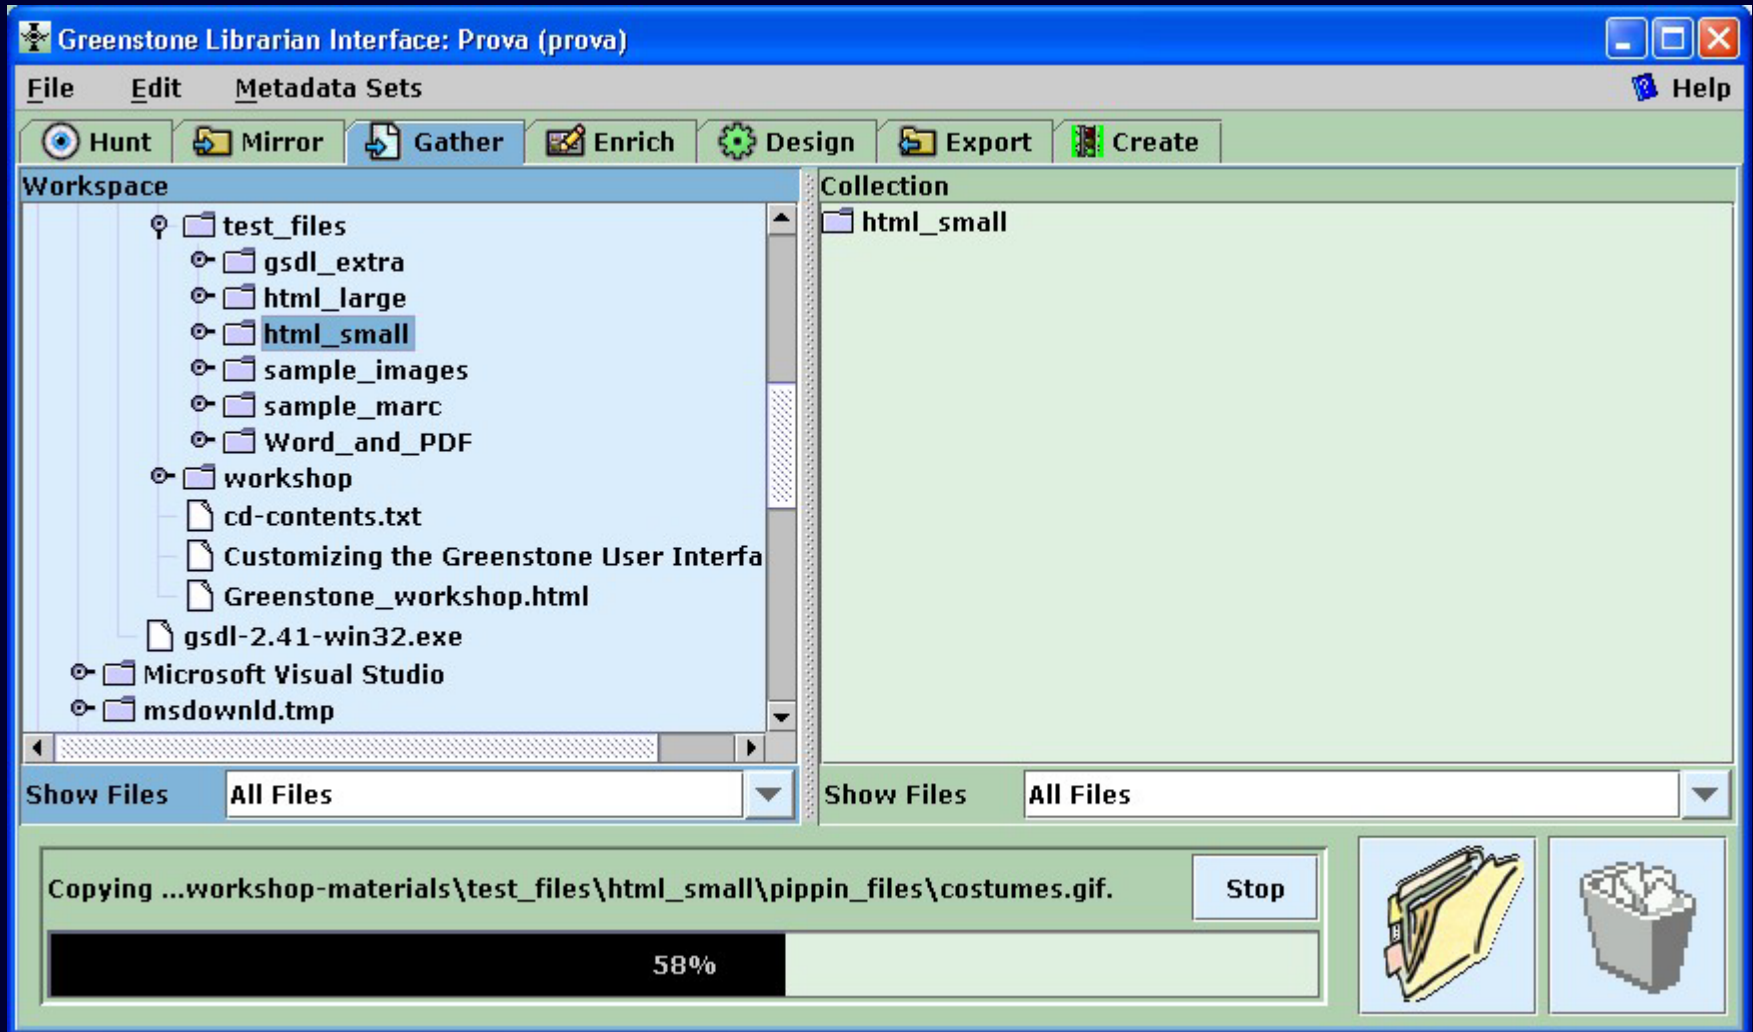 Greenstone Librarian Interface: Prova (prova)
File Edit Metadata Sets Help
Hunt Mirror Gather Enrich Design Export Create
Workspace
test_files
gsdl_extra
html_large
html_small
sample_images
sample_marc
Word_and_PDF
workshop
cd-contents.txt
Customizing the Greenstone User Interfa
Greenstone_workshop.html
gsdl-2.41-win32.exe
Microsoft Visual Studio
msdownld.tmp
Show Files All Files
Collection
html_small
Show Files All Files
Copying ...workshop-materials\test_files\html_small\pippin_files\costumes.gif.
Stop
58%